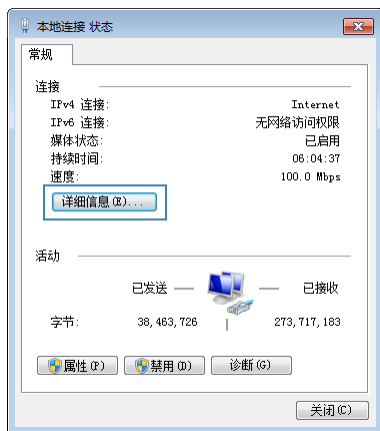 本地连接 状态
常规
连接
IPv4 连接: Internet
IPv6 连接: 无网络访问权限
媒体状态: 已启用
持续时间: 06:04:37
速度: 100.0 Mbps
详细信息(E)...
活动
已发送 — — 已接收
字节: 38,463,726 | 273,717,183
属性(P) 禁用(D) 诊断(G)
关闭(C)